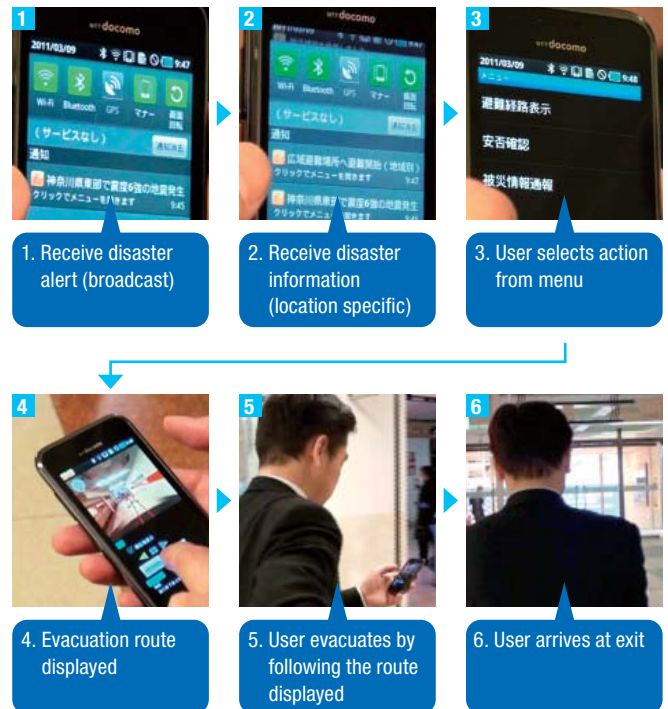 1
NTT docomo
2011/03/09 9:47
Wi-Fi Bluetooth GPS マナー 画面回転
(サービスなし) 通知消去
通知
神奈川県東部で震度6強の地震発生
クリックでメニューを開きます 9:45
1. Receive disaster
alert (broadcast)
2
NTT docomo
Wi-Fi Bluetooth GPS マナー 画面回転
(サービスなし) 通知消去
通知
広域避難場所へ避難開始(地域
クリックでメニューを開きます 9:47
神奈川県東部で震度6強の地震発生
クリックでメニューを開きます 9:45
2. Receive disaster
information
(location specific)
3
NTT docomo
2011/03/09 9:48
メニュー
避難経路表示
安否確認
被災情報通報
3. User selects action
from menu
4
4. Evacuation route
displayed
5
5. User evacuates by
following the route
displayed
6
6. User arrives at exit